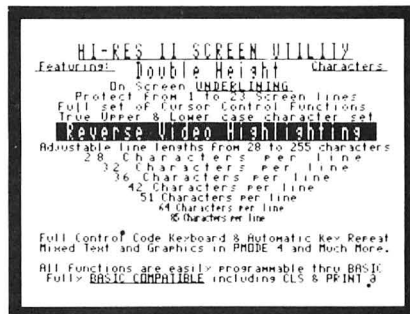 HI-RES II SCREEN UTILITY
Featuring: Double Height Characters
On Screen UNDERLINING
Protect from 1 to 23 Screen lines
Full set of Cursor Control Functions
True Upper & Lower case character set
Reverse Video Highlighting
Adjustable line lengths from 28 to 255 characters
28 Characters per line
32 Characters per line
36 Characters per line
42 Characters per line
51 Characters per line
64 Characters per line
85 Characters per line
Full Control Code Keyboard & Automatic Key Repeat
Mixed Text and Graphics in PMODE 4 and Much More.
All Functions are easily programmable thru BASIC
Fully BASIC COMPATIBLE including CLS & PRINT @